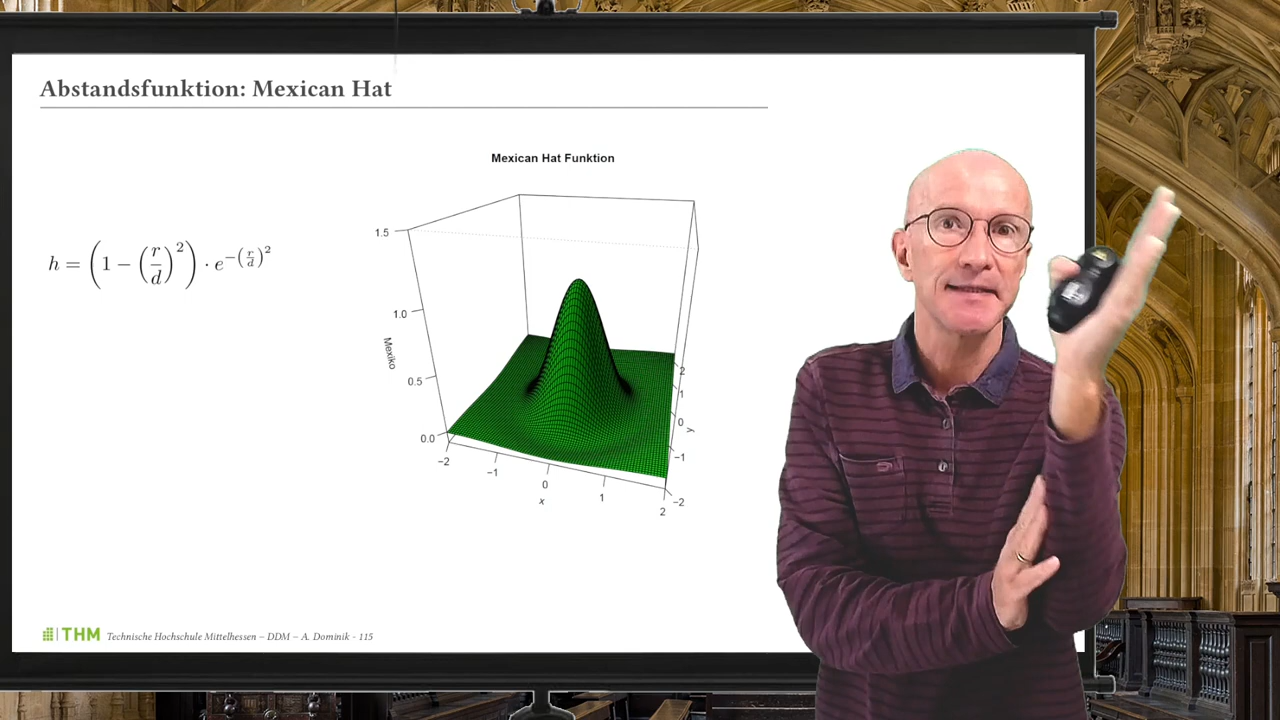 Abstandsfunktion: Mexican Hat
Mexican Hat Funktion
h = (1 − (r/d)²) · e^−(r/d)²
1.5
1.0
0.5
0.0
Mexiko
−2
−1
0
1
2
x
2
1
0
−1
−2
y
THM Technische Hochschule Mittelhessen – DDM – A. Dominik - 115